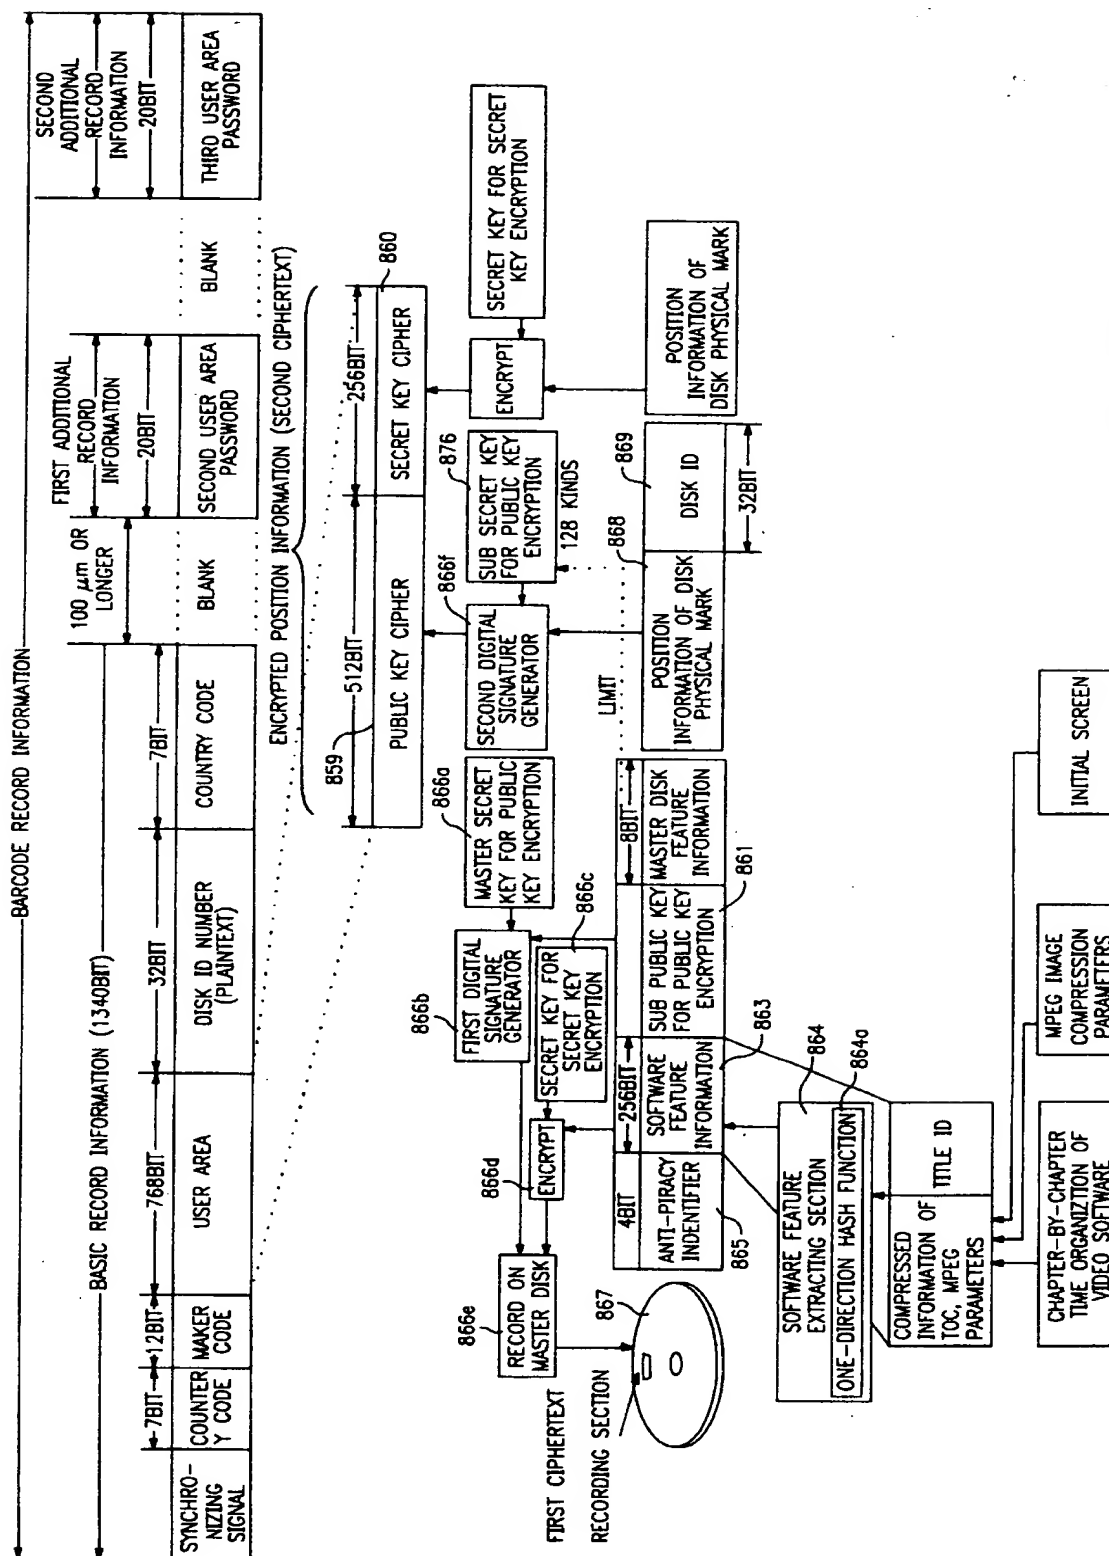 BARCODE RECORD INFORMATION
BASIC RECORD INFORMATION (1340BIT)
7BIT
12BIT
768BIT
32BIT
7BIT
100 μm OR
LONGER
FIRST ADDITIONAL
RECORD
INFORMATION
20BIT
SECOND
ADDITIONAL
RECORD
INFORMATION
20BIT
SYNCHRO-
NIZING
SIGNAL
COUNTER
Y CODE
MAKER
CODE
USER AREA
DISK ID NUMBER
(PLAINTEXT)
COUNTRY CODE
BLANK
SECOND USER AREA
PASSWORD
BLANK
THIRD USER AREA
PASSWORD
ENCRYPTED POSITION INFORMATION (SECOND CIPHERTEXT)
859
512BIT
256BIT
860
PUBLIC KEY CIPHER
SECRET KEY CIPHER
866e
RECORD ON
MASTER DISK
866d
ENCRYPT
866b
FIRST DIGITAL
SIGNATURE
GENERATOR
SECRET KEY FOR
SECRET KEY
ENCRYPTION
866c
866a
MASTER SECRET
KEY FOR PUBLIC
KEY ENCRYPTION
SECOND DIGITAL
SIGNATURE
GENERATOR
866f
SUB SECRET KEY
FOR PUBLIC KEY
ENCRYPTION
876
128 KINDS
ENCRYPT
SECRET KEY FOR SECRET
KEY ENCRYPTION
LIMIT
FIRST CIPHERTEXT
RECORDING SECTION
867
4BIT
256BIT
8BIT
ANTI-PIRACY
INDENTIFIER
865
SOFTWARE
FEATURE
INFORMATION
863
SUB PUBLIC KEY
FOR PUBLIC KEY
ENCRYPTION
861
MASTER DISK
FEATURE
INFORMATION
POSITION
INFORMATION OF DISK
PHYSICAL MARK
868
DISK ID
869
32BIT
POSITION
INFORMATION OF
DISK PHYSICAL MARK
SOFTWARE FEATURE
EXTRACTING SECTION
864
ONE-DIRECTION HASH FUNCTION
864a
COMPRESSED
INFORMATION OF
TOC, MPEG
PARAMETERS
TITLE ID
CHAPTER-BY-CHAPTER
TIME ORGANIZTION OF
VIDEO SOFTWARE
MPEG IMAGE
COMPRESSION
PARAMETERS
INITIAL SCREEN